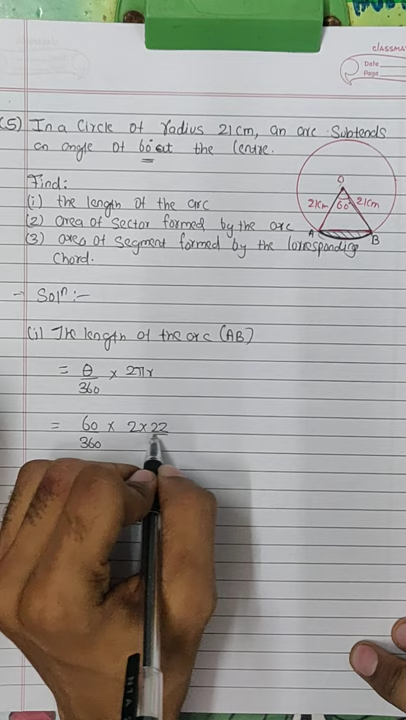 CLASSMA
Date
Page
(5) In a Circle of radius 21cm, an arc Subtends
an angle of 60° at the Centre.
O
21cm 60° 21cm
A B
Find:
(i) the length of the arc
(2) area of sector formed by the arc
(3) area of segment formed by the Corresponding
Chord.
→ Solⁿ :-
(i) The length of the arc (AB)
= θ/360 × 2πr
= 60/360 × 2×22